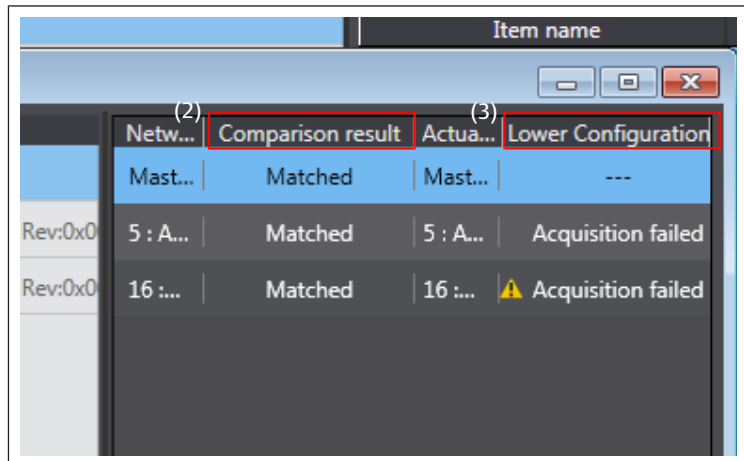 Item name
(2) (3)
Netw... Comparison result Actua... Lower Configuration
Mast... Matched Mast... ---
Rev:0x0 5 : A... Matched 5 : A... Acquisition failed
Rev:0x0 16 :... Matched 16 :... Acquisition failed